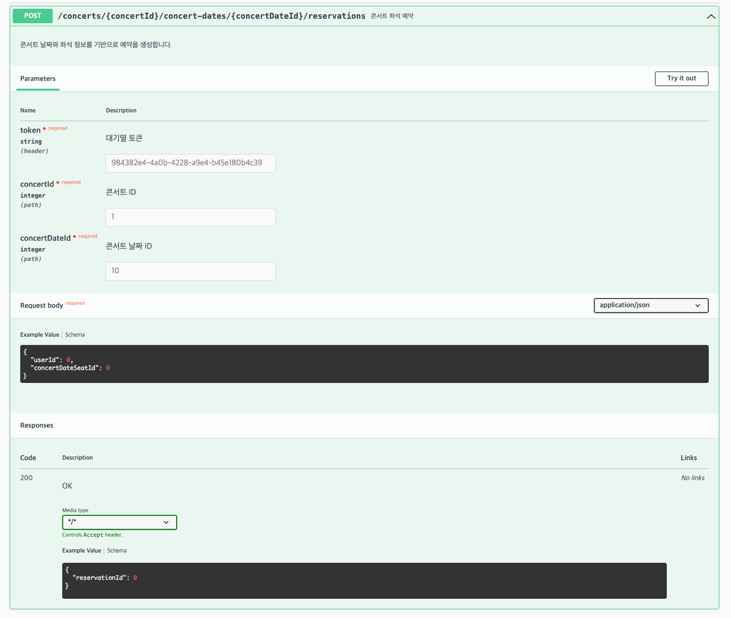 POST /concerts/{concertId}/concert-dates/{concertDateId}/reservations 콘서트 좌석 예약
콘서트 날짜와 좌석 정보를 기반으로 예약을 생성합니다.
Parameters
Try it out
Name Description
token * required
string
(header)
대기열 토큰
984382e4-4a0b-4228-a9e4-b45e180b4c39
concertId * required
integer
(path)
콘서트 ID
1
concertDateId * required
integer
(path)
콘서트 날짜 ID
10
Request body required
application/json
Example Value | Schema
{
"userId": 0,
"concertDateSeatId": 0
}
Responses
Code Description Links
200
OK
No links
Media type
*/*
Controls Accept header.
Example Value | Schema
{
"reservationId": 0
}